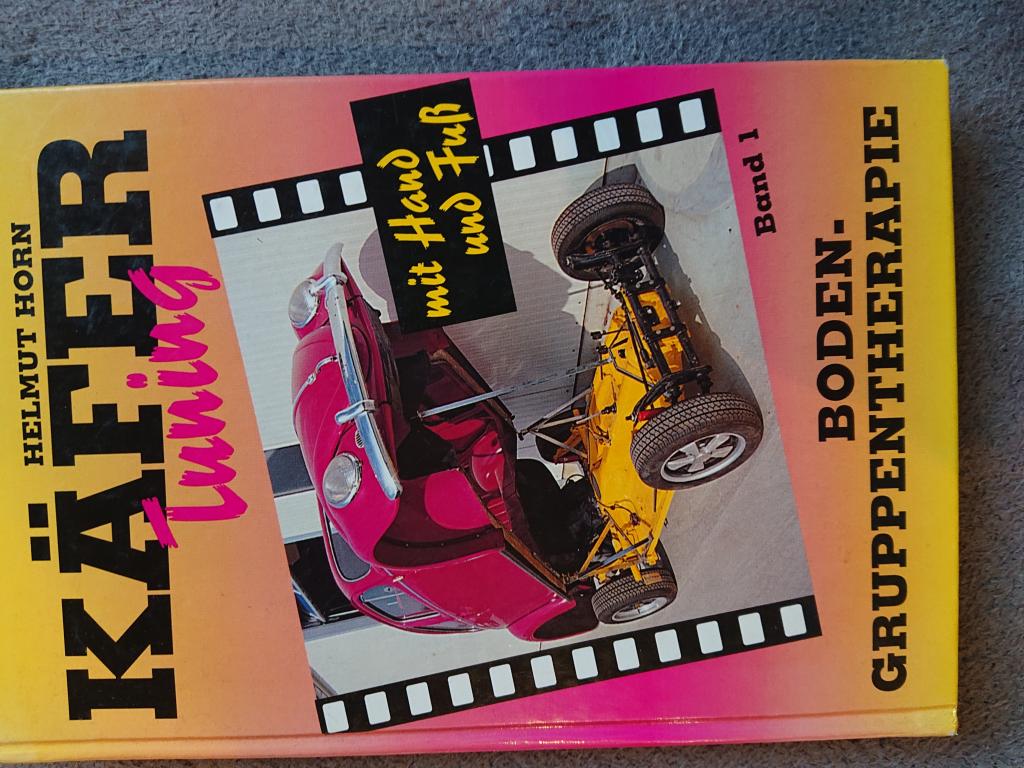 HELMUT HORN
KÄFER
Tuning
mit Hand
und Fuß
Band 1
BODEN-
GRUPPENTHERAPIE